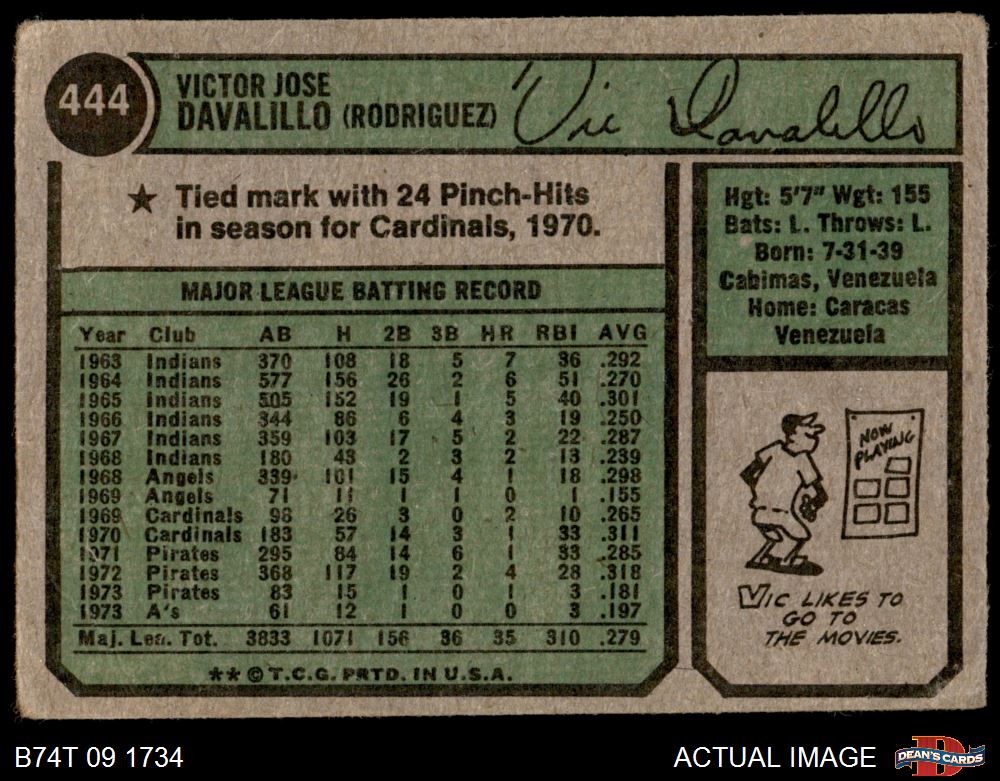 444
VICTOR JOSE
DAVALILLO (RODRIGUEZ)
Vic Davalillo
★ Tied mark with 24 Pinch-Hits
in season for Cardinals, 1970.
MAJOR LEAGUE BATTING RECORD
Year Club AB H 2B 3B HR RBI AVG
1963 Indians 370 108 18 5 7 36 .292
1964 Indians 577 156 26 2 6 51 .270
1965 Indians 505 152 19 1 5 40 .301
1966 Indians 344 86 6 4 3 19 .250
1967 Indians 359 103 17 5 2 22 .287
1968 Indians 180 43 2 3 2 13 .239
1968 Angels 339 101 15 4 1 18 .298
1969 Angels 71 11 1 1 0 1 .155
1969 Cardinals 98 26 3 0 2 10 .265
1970 Cardinals 183 57 14 3 1 33 .311
1971 Pirates 295 84 14 6 1 33 .285
1972 Pirates 368 117 19 2 4 28 .318
1973 Pirates 83 15 1 0 1 3 .181
1973 A's 61 12 1 0 0 3 .197
Maj. Lea. Tot. 3833 1071 156 36 35 310 .279
** © T.C.G. PRTD. IN U.S.A.
Hgt: 5'7" Wgt: 155
Bats: L. Throws: L.
Born: 7-31-39
Cabimas, Venezuela
Home: Caracas
Venezuela
NOW
PLAYING
VIC LIKES TO
GO TO
THE MOVIES.
B74T 09 1734
ACTUAL IMAGE
D
DEAN'S CARDS